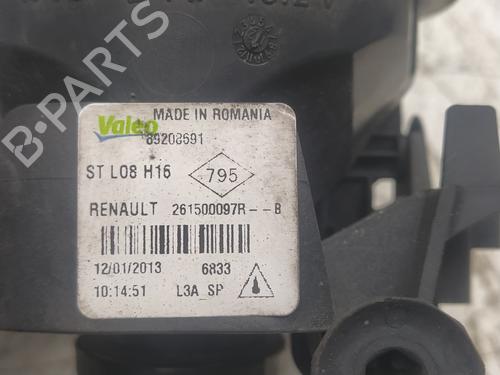 Valeo
MADE IN ROMANIA
89208691
ST L08 H16
795
RENAULT 261500097R--B
12/01/2013 6833
10:14:51 L3A_SP
B-PARTS